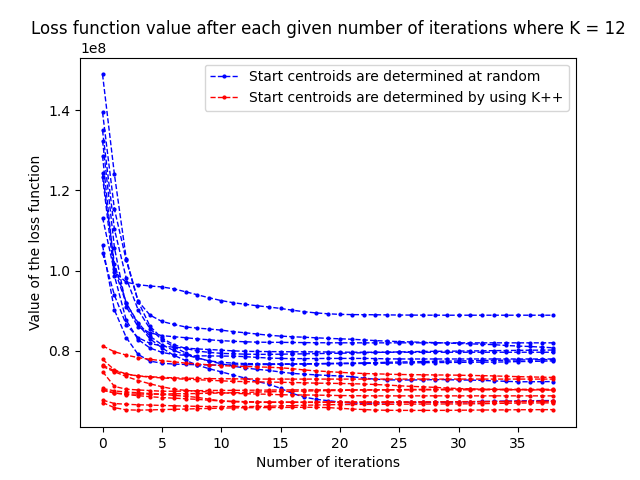 Loss function value after each given number of iterations where K = 12
1e8
Start centroids are determined at random
Start centroids are determined by using K++
1.4
1.2
1.0
0.8
Value of the loss function
0 5 10 15 20 25 30 35
Number of iterations